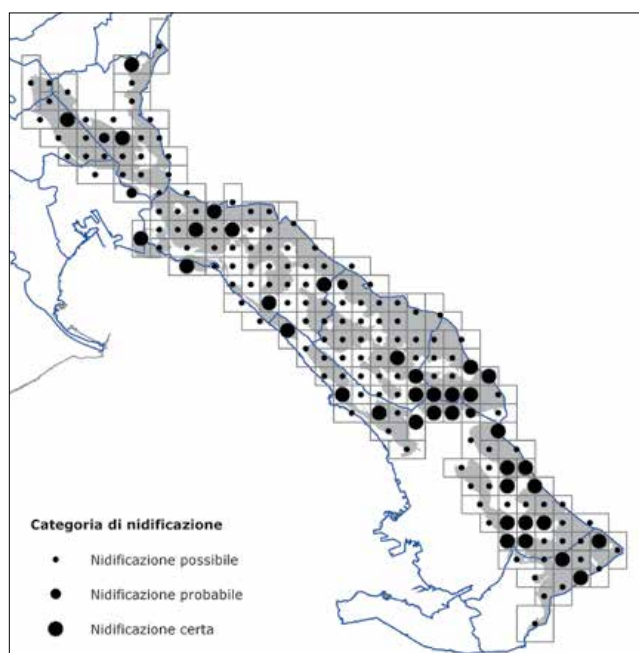 Categoria di nidificazione
Nidificazione possibile
Nidificazione probabile
Nidificazione certa